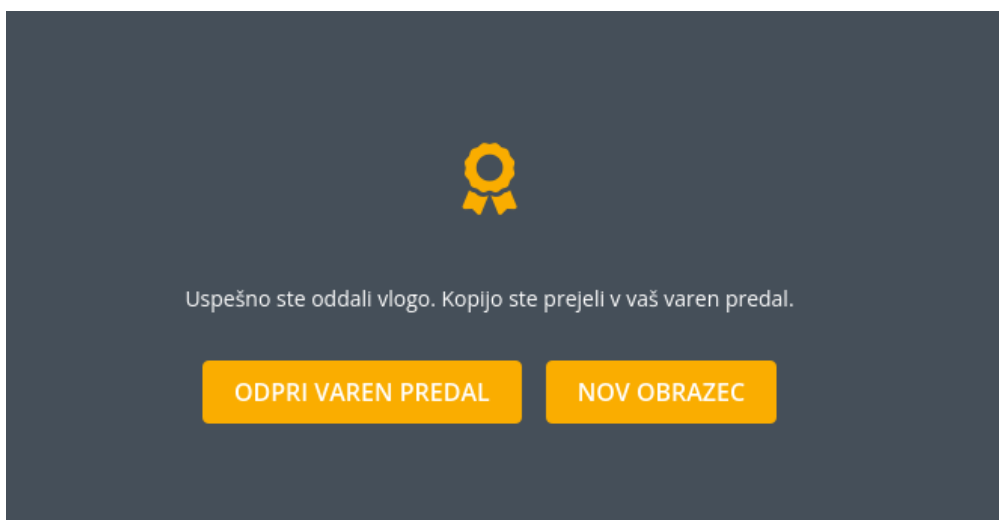 Uspešno ste oddali vlogo. Kopijo ste prejeli v vaš varen predal.
ODPRI VAREN PREDAL
NOV OBRAZEC